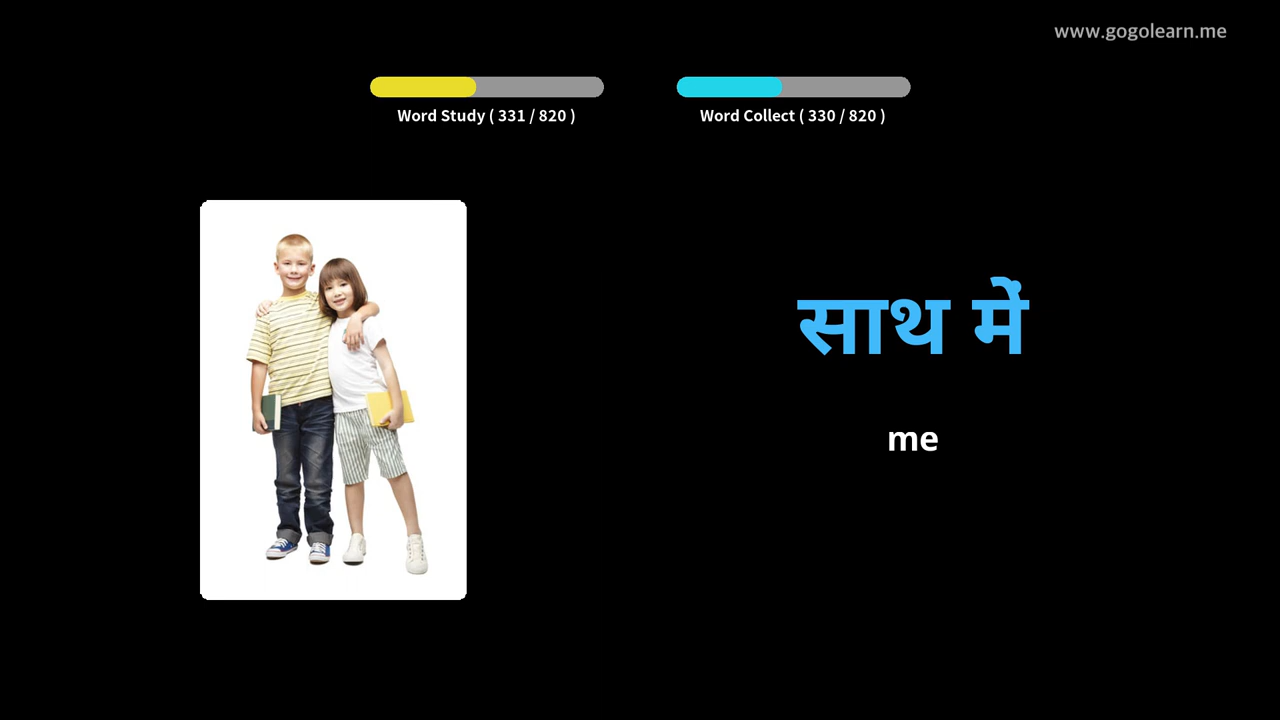 www.gogolearn.me
Word Study ( 331 / 820 )
Word Collect ( 330 / 820 )
साथ में
me